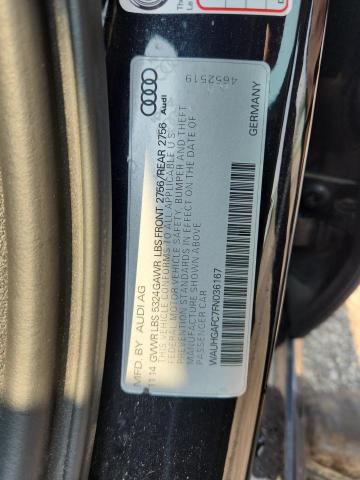 MFD. BY AUDI AG
11.14 GVWR LBS 5324 GAWR LBS FRONT 2756/REAR 2756
THIS VEHICLE CONFORMS TO ALL APPLICABLE U.S.
FEDERAL MOTOR VEHICLE SAFETY, BUMPER AND THEFT
PREVENTION STANDARDS IN EFFECT ON THE DATE OF
MANUFACTURE SHOWN ABOVE
PASSENGER CAR
WAUHGAFC7FN036167
GERMANY
Audi
4652519